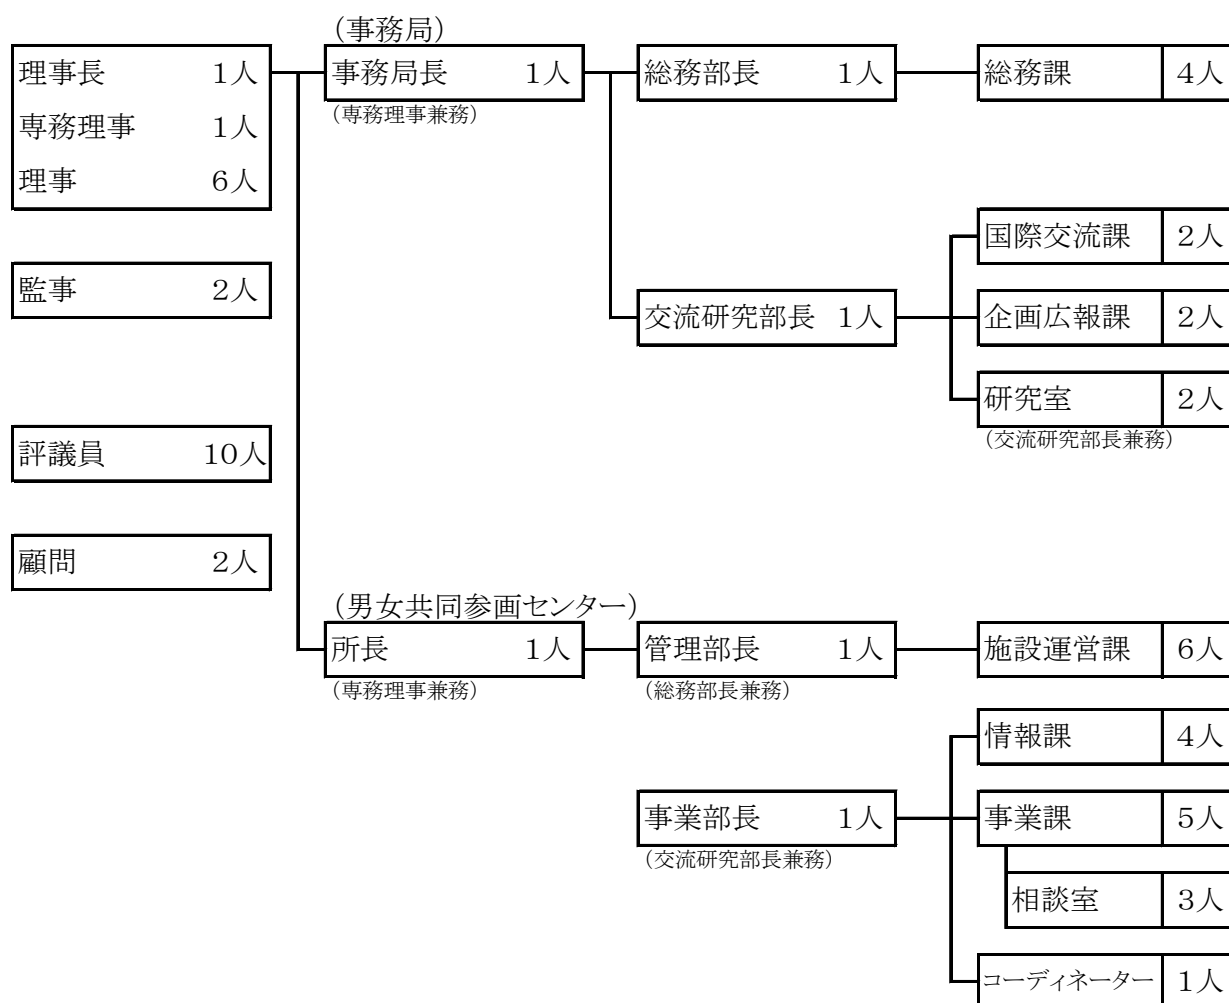 (事務局)
理事長 1人
専務理事 1人
理事 6人
事務局長 1人
(専務理事兼務)
総務部長 1人
総務課 4人
国際交流課 2人
監事 2人
交流研究部長 1人
企画広報課 2人
研究室 2人
(交流研究部長兼務)
評議員 10人
顧問 2人
(男女共同参画センター)
所長 1人
(専務理事兼務)
管理部長 1人
(総務部長兼務)
施設運営課 6人
情報課 4人
事業部長 1人
(交流研究部長兼務)
事業課 5人
相談室 3人
コーディネーター 1人